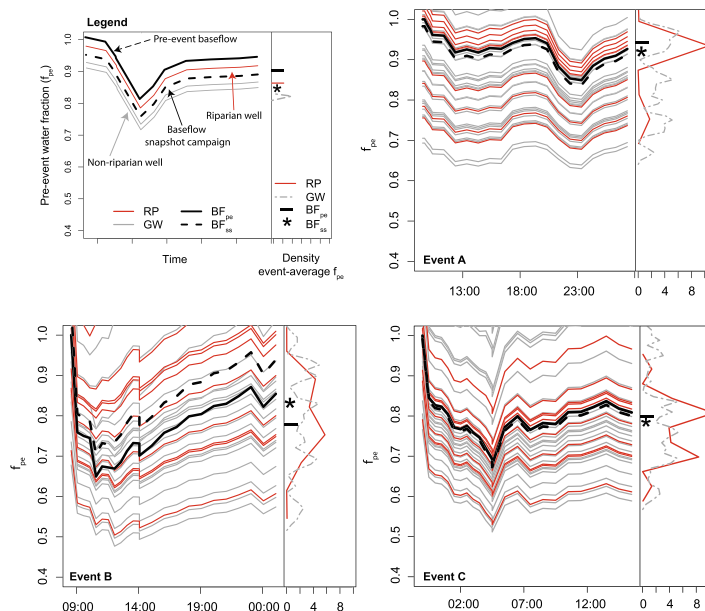 Legend
Pre-event water fraction (fpe)
1.0
0.9
0.8
0.7
0.6
0.5
0.4
Pre-event baseflow
Riparian well
Baseflow
snapshot campaign
Non-riparian well
RP
GW
BFpe
BFss
RP
GW
BFpe
BFss
*
*
Time
Density
event-average fpe
fpe
1.0
0.9
0.8
0.7
0.6
0.5
0.4
*
Event A
13:00
18:00
23:00
0
4
8
fpe
1.0
0.9
0.8
0.7
0.6
0.5
0.4
*
Event B
09:00
14:00
19:00
00:00
0
4
8
fpe
1.0
0.9
0.8
0.7
0.6
0.5
0.4
*
Event C
02:00
07:00
12:00
0
4
8